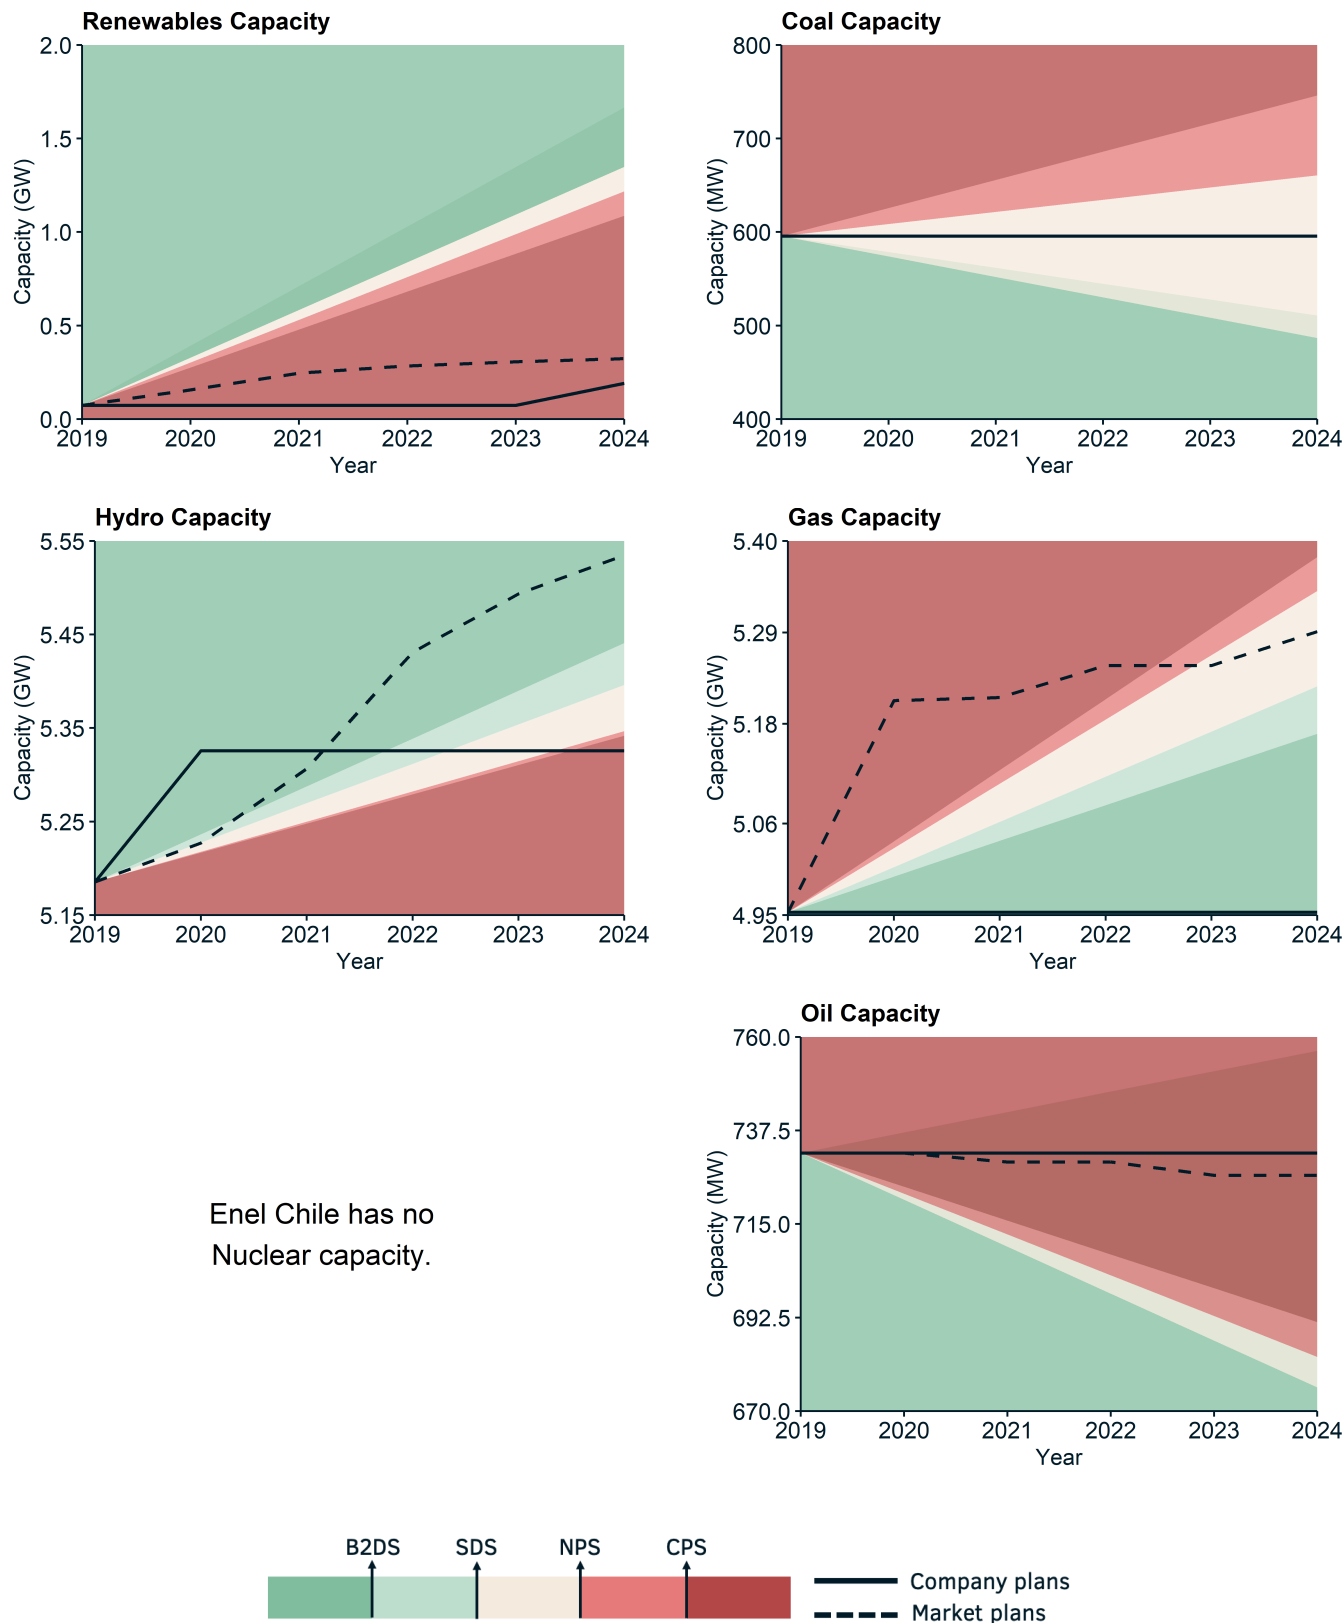 Renewables Capacity
2.0
1.5
1.0
0.5
0.0
Capacity (GW)
2019 2020 2021 2022 2023 2024
Year
Coal Capacity
800
700
600
500
400
Capacity (MW)
2019 2020 2021 2022 2023 2024
Year
Hydro Capacity
5.55
5.45
5.35
5.25
5.15
Capacity (GW)
2019 2020 2021 2022 2023 2024
Year
Gas Capacity
5.40
5.29
5.18
5.06
4.95
Capacity (GW)
2019 2020 2021 2022 2023 2024
Year
Enel Chile has no
Nuclear capacity.
Oil Capacity
760.0
737.5
715.0
692.5
670.0
Capacity (MW)
2019 2020 2021 2022 2023 2024
Year
B2DS SDS NPS CPS
Company plans
Market plans